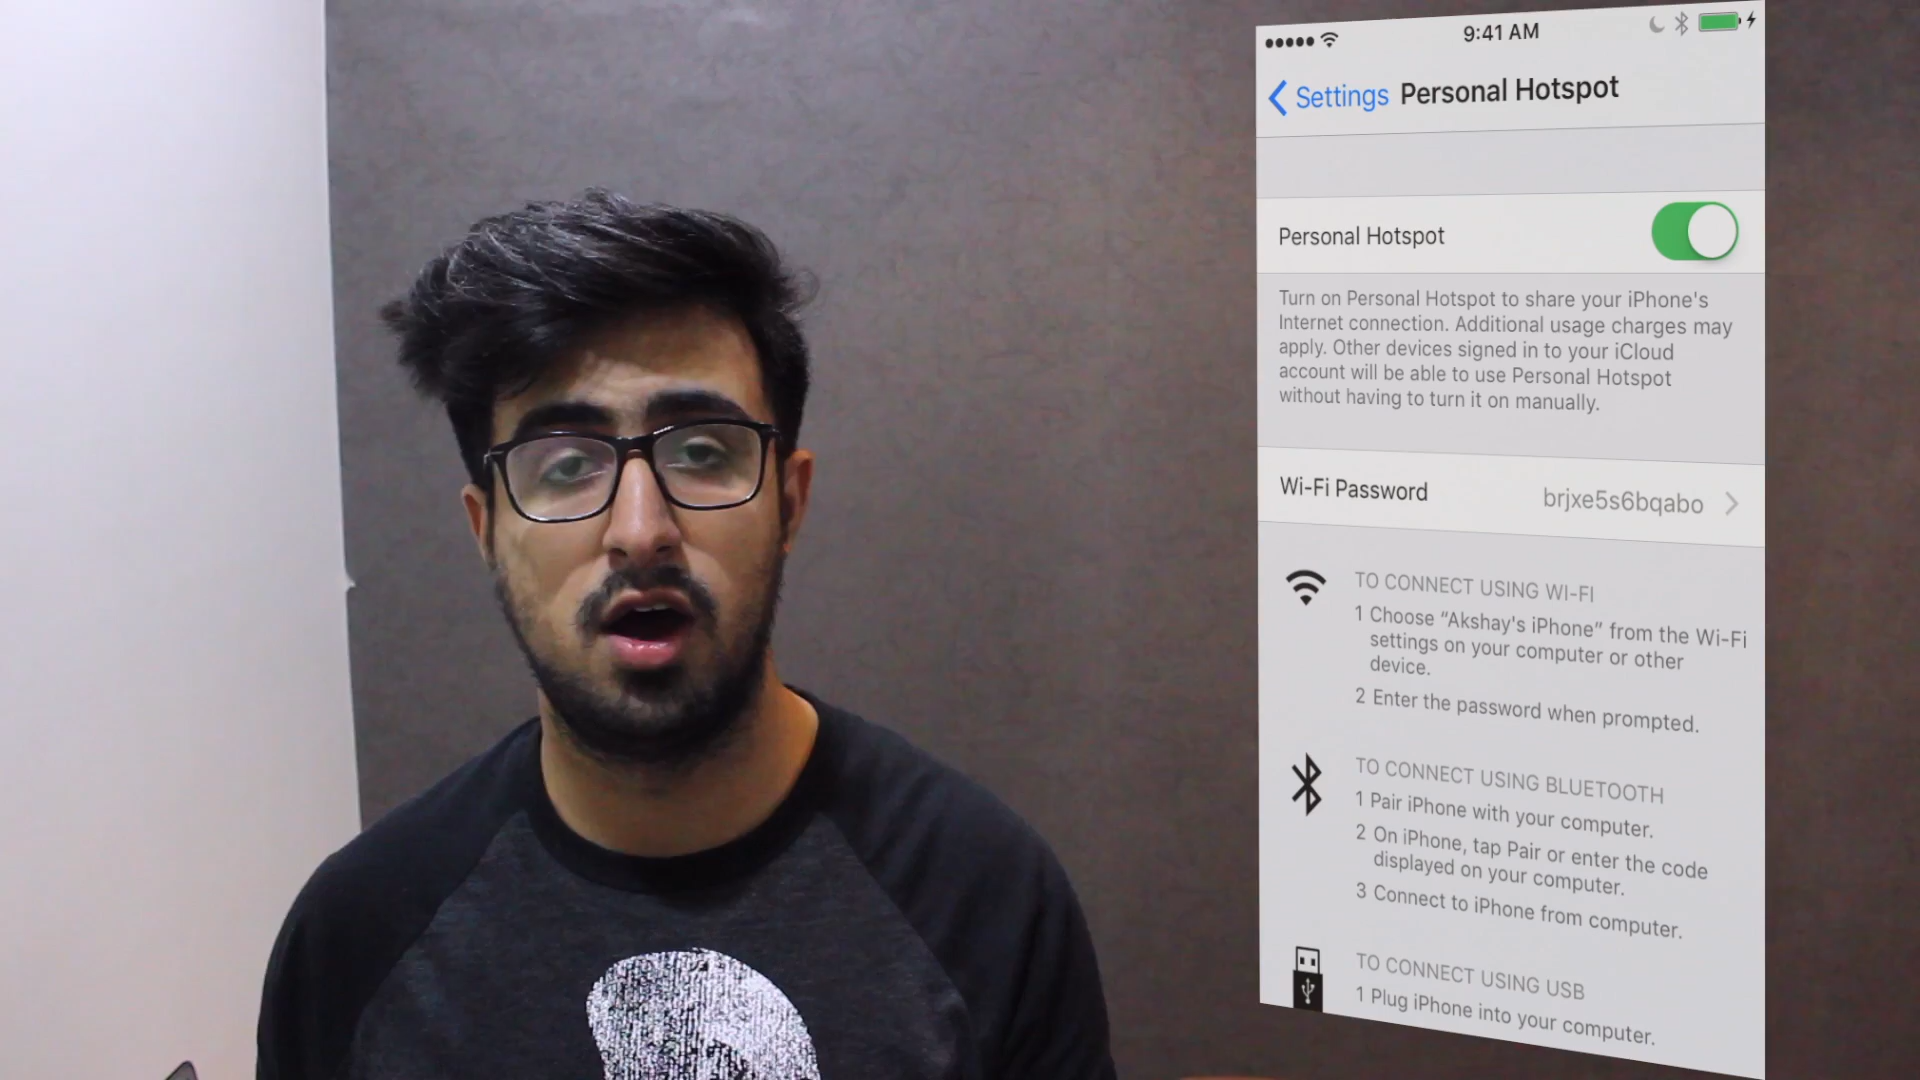 9:41 AM
Settings Personal Hotspot
Personal Hotspot
Turn on Personal Hotspot to share your iPhone's
Internet connection. Additional usage charges may
apply. Other devices signed in to your iCloud
account will be able to use Personal Hotspot
without having to turn it on manually.
Wi-Fi Password brjxe5s6bqabo
TO CONNECT USING WI-FI
1 Choose “Akshay's iPhone” from the Wi-Fi
settings on your computer or other
device.
2 Enter the password when prompted.
TO CONNECT USING BLUETOOTH
1 Pair iPhone with your computer.
2 On iPhone, tap Pair or enter the code
displayed on your computer.
3 Connect to iPhone from computer.
TO CONNECT USING USB
1 Plug iPhone into your computer.